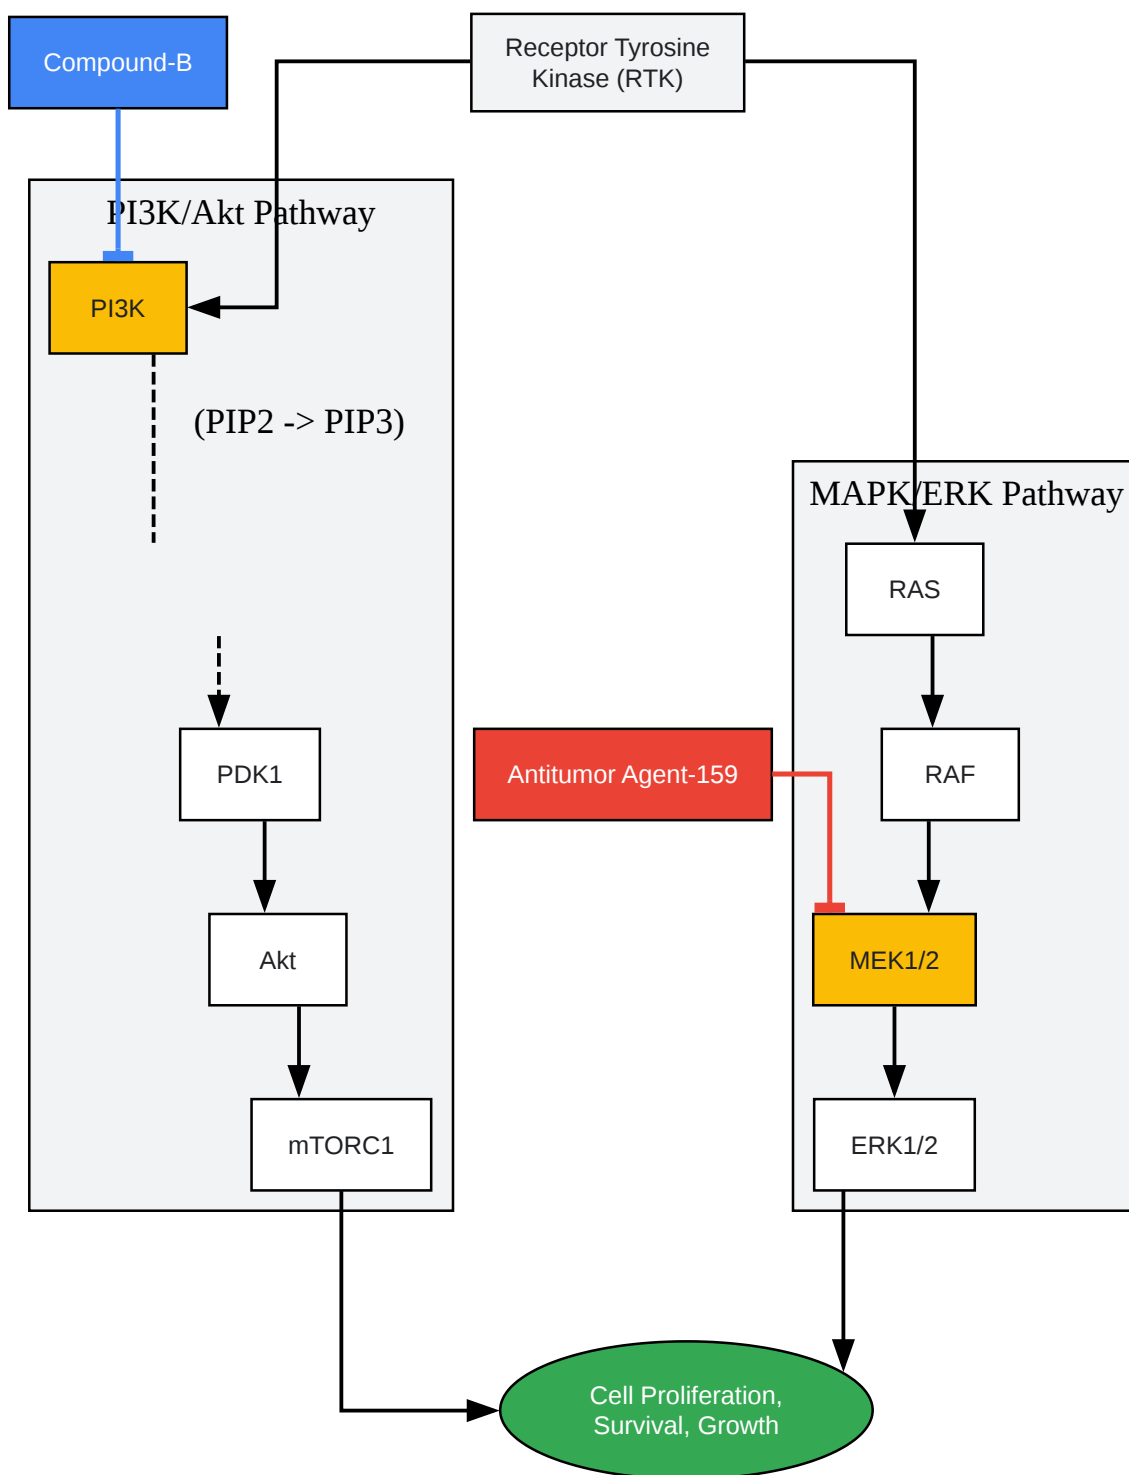 Compound-B
Receptor Tyrosine
Kinase (RTK)
PI3K/Akt Pathway
PI3K
(PIP2 -> PIP3)
MAPK/ERK Pathway
RAS
PDK1
Antitumor Agent-159
RAF
Akt
MEK1/2
mTORC1
ERK1/2
Cell Proliferation,
Survival, Growth